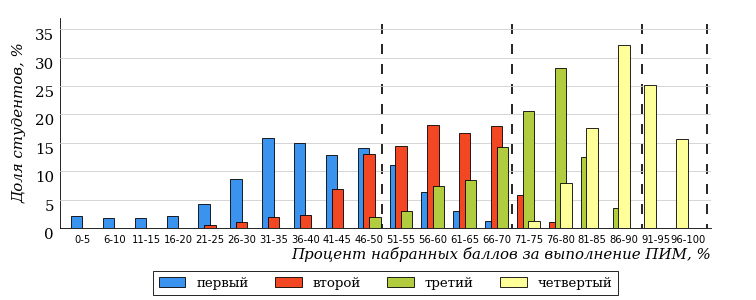 Доля студентов, %
35
30
25
20
15
10
5
0
0-5 6-10 11-15 16-20 21-25 26-30 31-35 36-40 41-45 46-50 51-55 56-60 61-65 66-70 71-75 76-80 81-85 86-90 91-95 96-100
Процент набранных баллов за выполнение ПИМ, %
первый второй третий четвертый